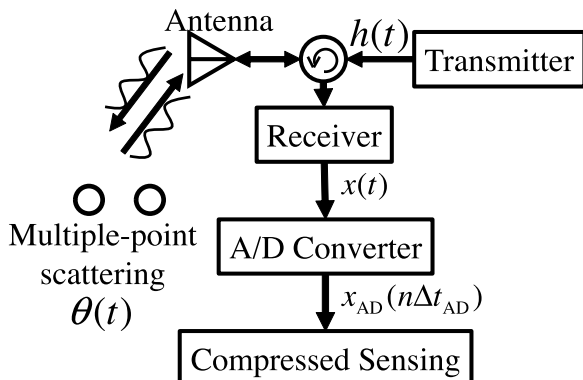 Antenna
h(t)
Transmitter
Receiver
x(t)
Multiple-point
scattering
θ(t)
A/D Converter
x_AD(nΔt_AD)
Compressed Sensing